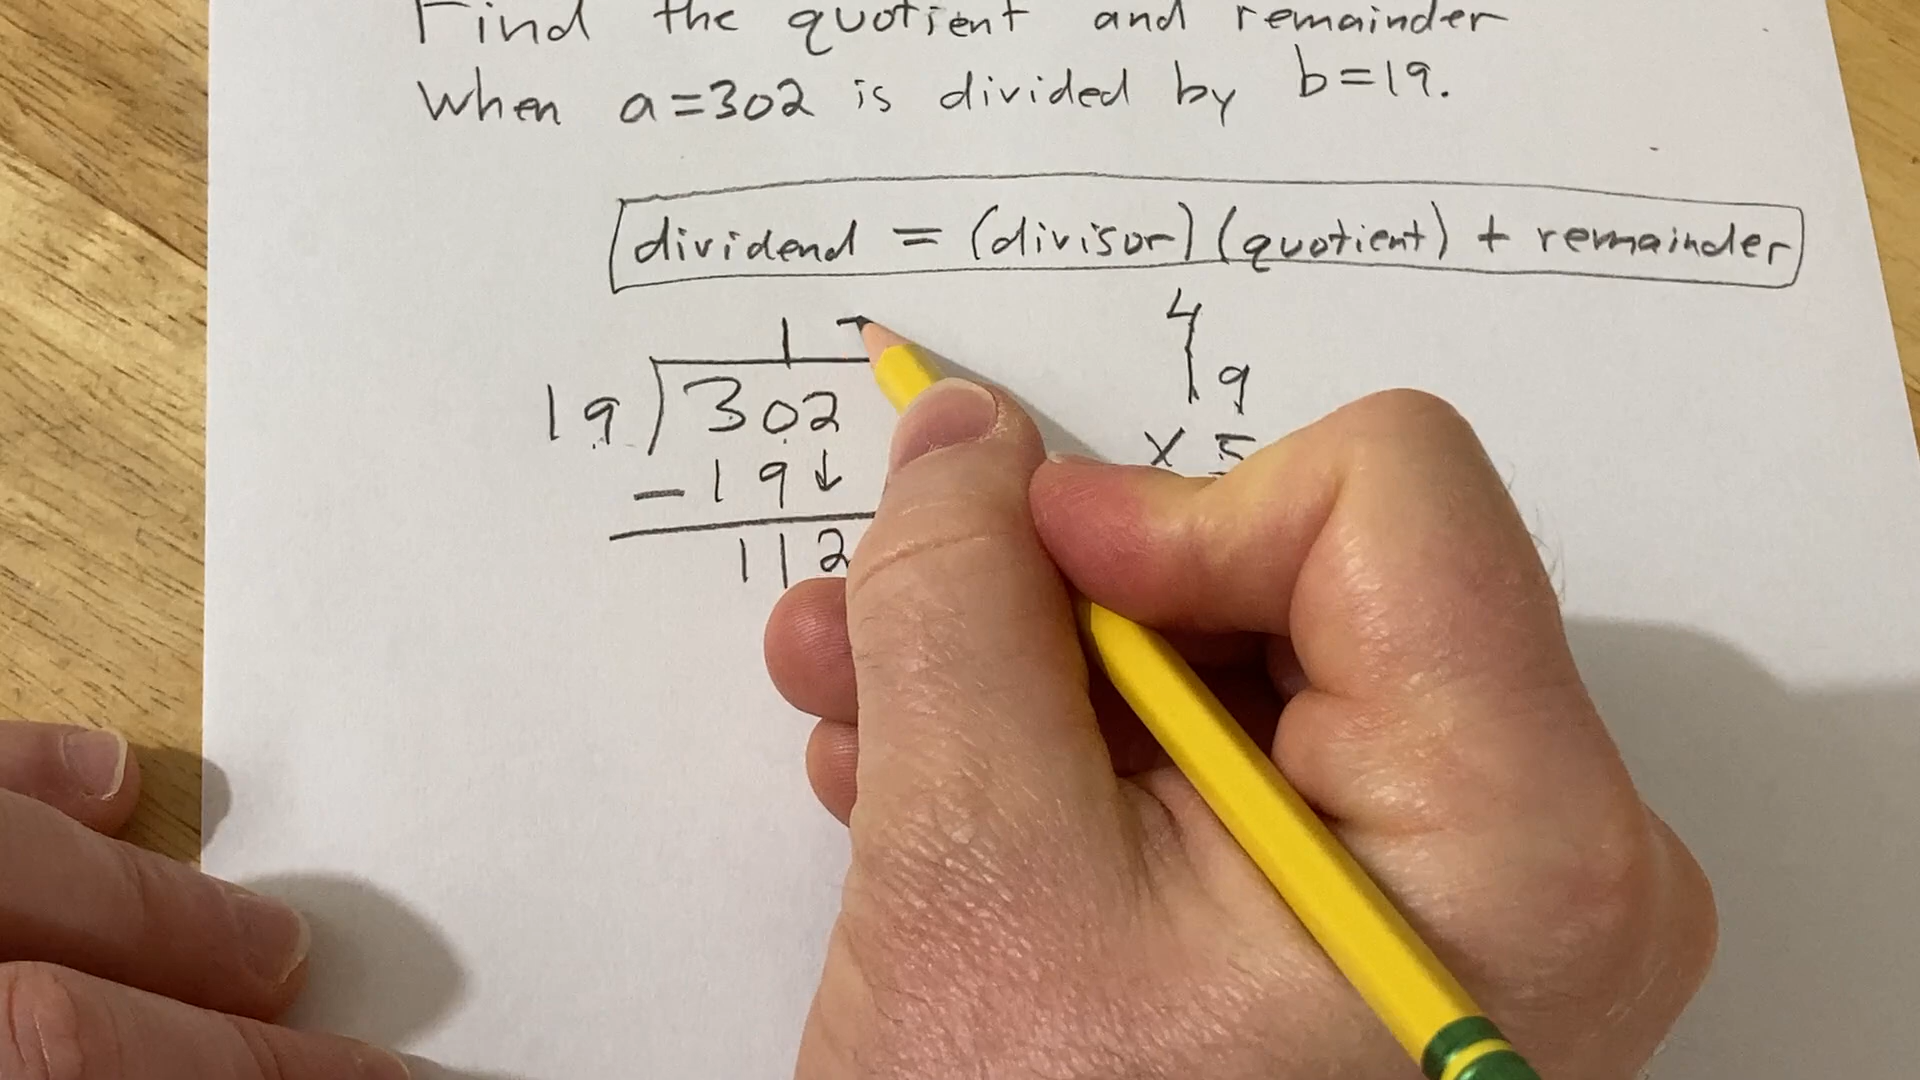 Find the quotient and remainder
when a=302 is divided by b=19.
dividend = (divisor)(quotient) + remainder
1
19 302
- 19↓
112
4
19
x 5